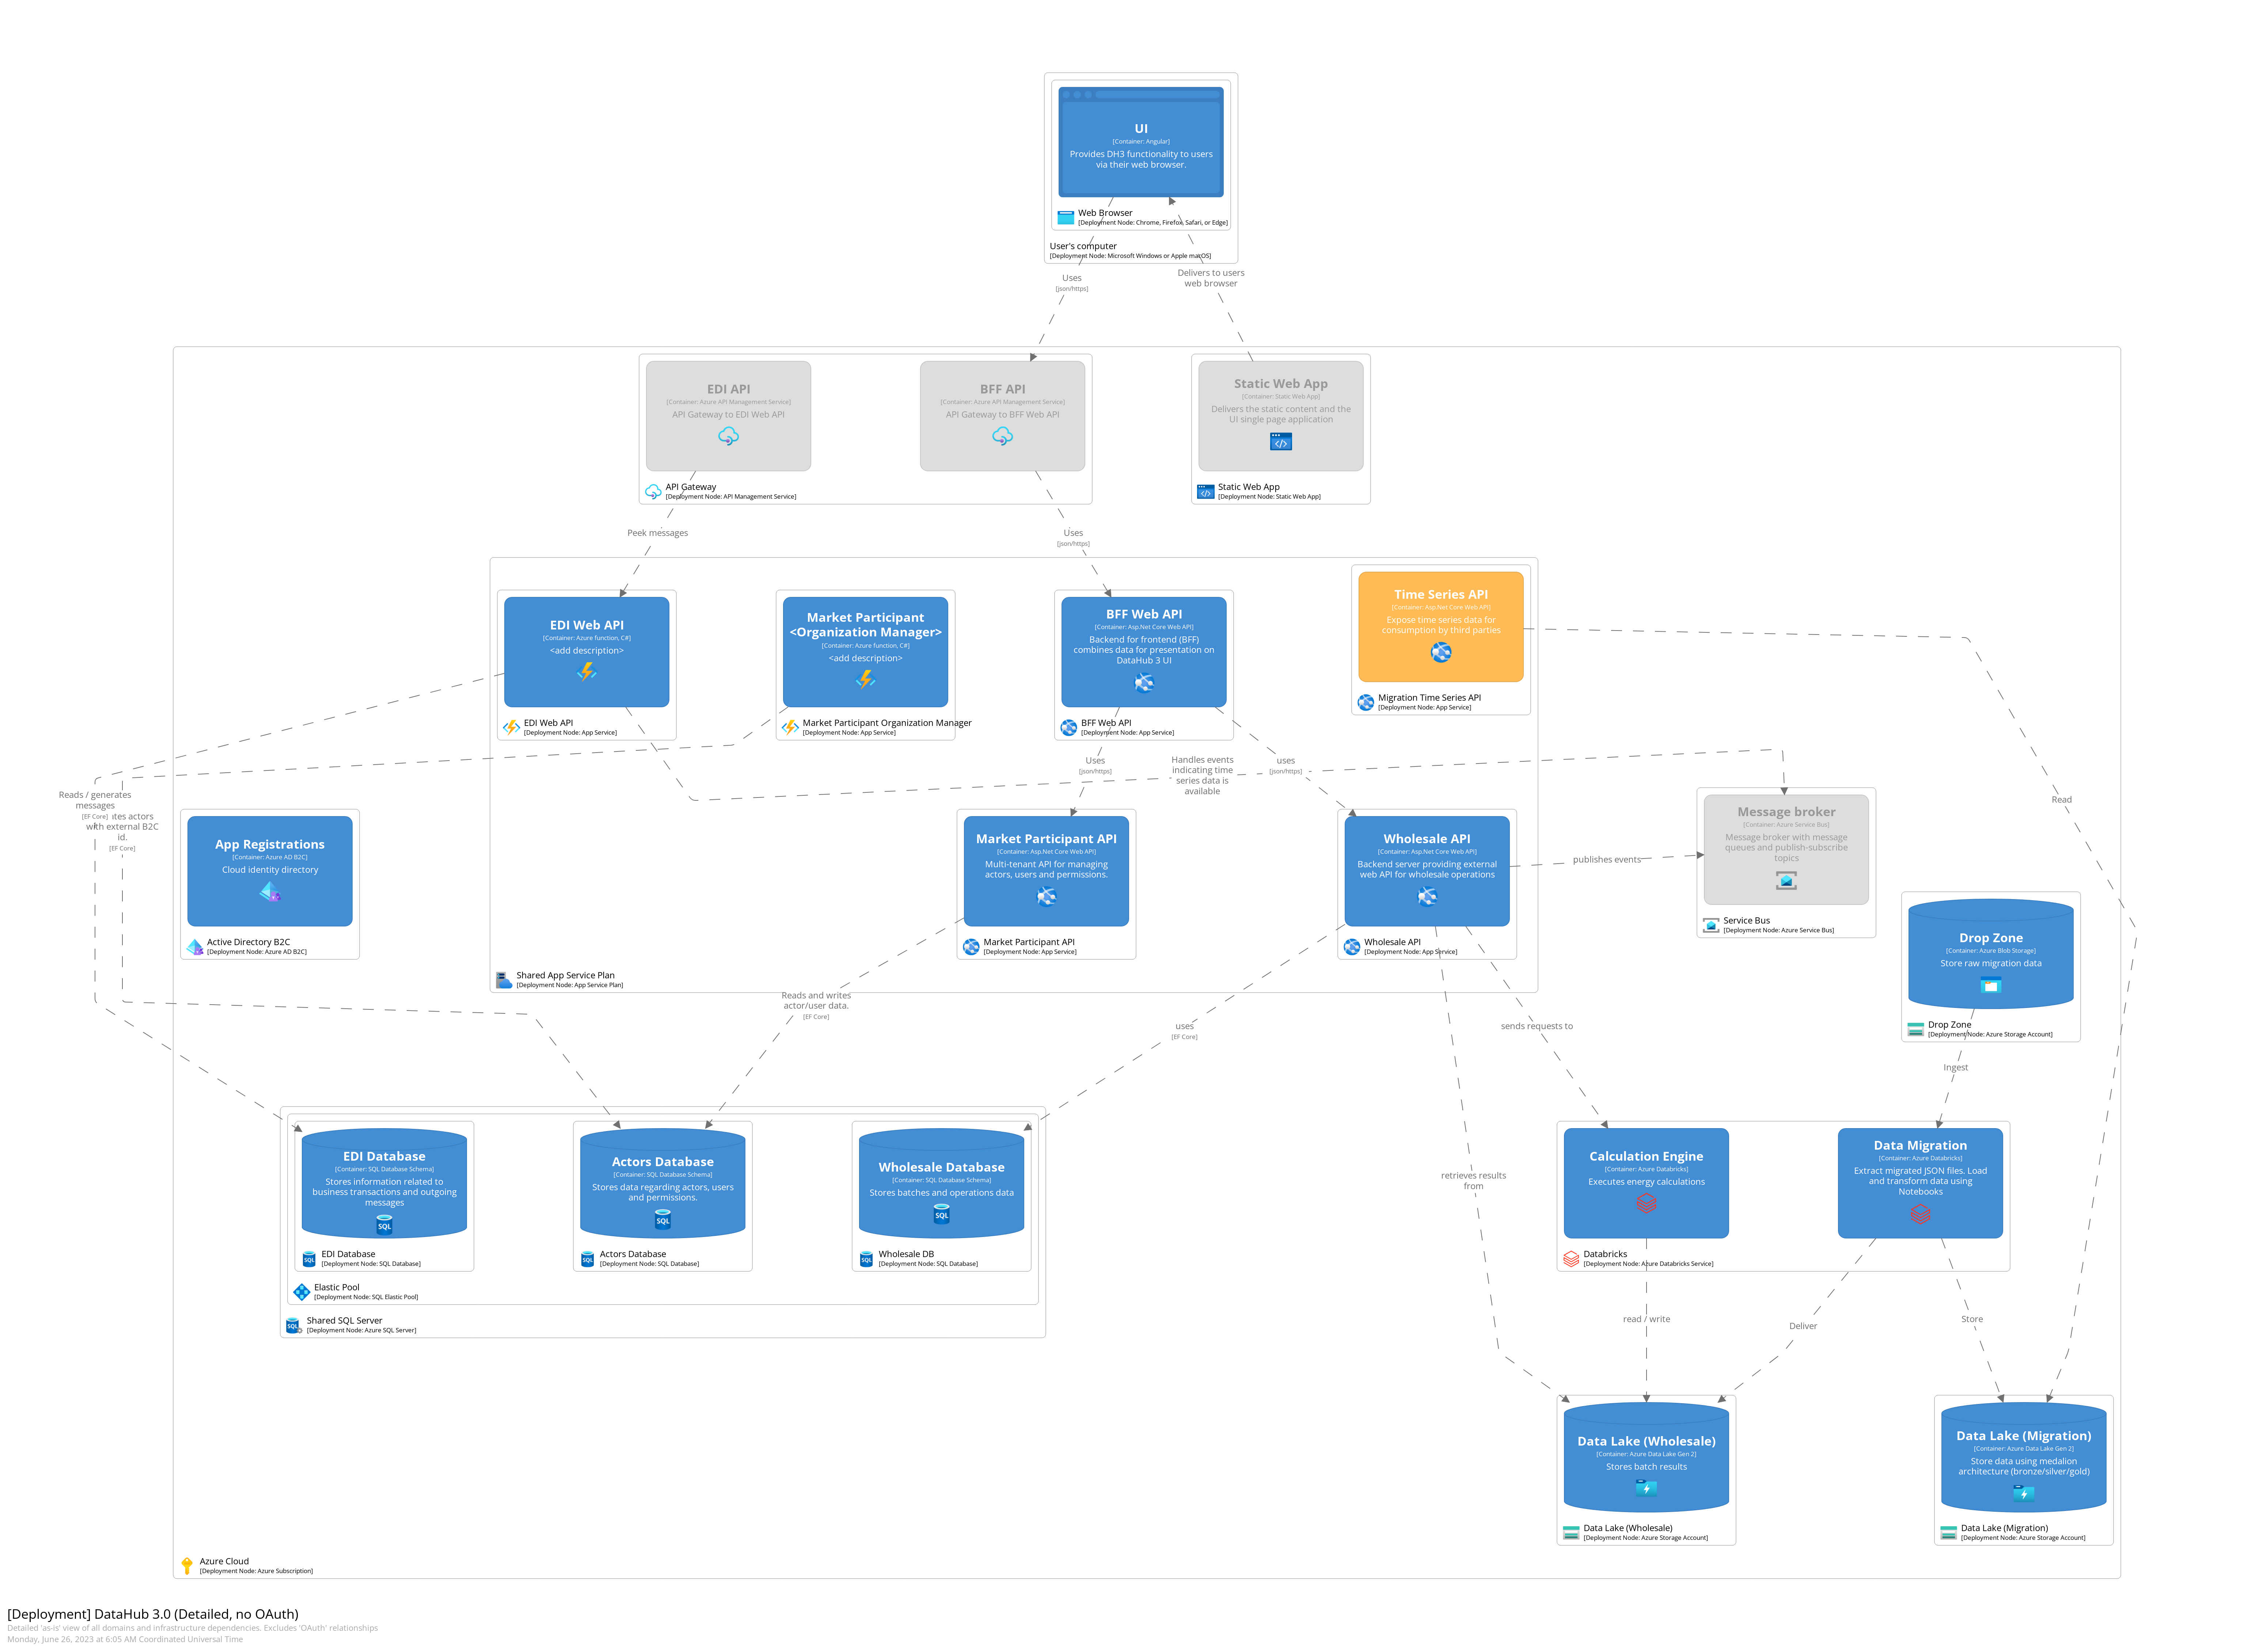 UI
[Container: Angular]
Provides DH3 functionality to users
via their web browser.
Web Browser
[Deployment Node: Chrome, Firefox, Safari, or Edge]
User's computer
[Deployment Node: Microsoft Windows or Apple macOS]
Uses
[json/https]
Delivers to users
web browser
EDI API
[Container: Azure API Management Service]
API Gateway to EDI Web API
BFF API
[Container: Azure API Management Service]
API Gateway to BFF Web API
API Gateway
[Deployment Node: API Management Service]
Static Web App
[Container: Static Web App]
Delivers the static content and the
UI single page application
Static Web App
[Deployment Node: Static Web App]
Peek messages
Uses
[json/https]
EDI Web API
[Container: Azure function, C#]
<add description>
EDI Web API
[Deployment Node: App Service]
Market Participant
<Organization Manager>
[Container: Azure function, C#]
<add description>
Market Participant Organization Manager
[Deployment Node: App Service]
BFF Web API
[Container: Asp.Net Core Web API]
Backend for frontend (BFF)
combines data for presentation on
DataHub 3 UI
BFF Web API
[Deployment Node: App Service]
Time Series API
[Container: Asp.Net Core Web API]
Expose time series data for
consumption by third parties
Migration Time Series API
[Deployment Node: App Service]
Uses
[json/https]
Handles events
indicating time
series data is
available
uses
[json/https]
Read
Reads / generates
messages
[EF Core]
tes actors
with external B2C
id.
[EF Core]
App Registrations
[Container: Azure AD B2C]
Cloud identity directory
Active Directory B2C
[Deployment Node: Azure AD B2C]
Market Participant API
[Container: Asp.Net Core Web API]
Multi-tenant API for managing
actors, users and permissions.
Market Participant API
[Deployment Node: App Service]
Wholesale API
[Container: Asp.Net Core Web API]
Backend server providing external
web API for wholesale operations
Wholesale API
[Deployment Node: App Service]
publishes events
Message broker
[Container: Azure Service Bus]
Message broker with message
queues and publish-subscribe
topics
Service Bus
[Deployment Node: Azure Service Bus]
Drop Zone
[Container: Azure Blob Storage]
Store raw migration data
Drop Zone
[Deployment Node: Azure Storage Account]
Shared App Service Plan
[Deployment Node: App Service Plan]
Reads and writes
actor/user data.
[EF Core]
uses
[EF Core]
sends requests to
Ingest
EDI Database
[Container: SQL Database Schema]
Stores information related to
business transactions and outgoing
messages
SQL
SQL
EDI Database
[Deployment Node: SQL Database]
Actors Database
[Container: SQL Database Schema]
Stores data regarding actors, users
and permissions.
SQL
SQL
Actors Database
[Deployment Node: SQL Database]
Wholesale Database
[Container: SQL Database Schema]
Stores batches and operations data
SQL
SQL
Wholesale DB
[Deployment Node: SQL Database]
Elastic Pool
[Deployment Node: SQL Elastic Pool]
SQL
Shared SQL Server
[Deployment Node: Azure SQL Server]
retrieves results
from
Calculation Engine
[Container: Azure Databricks]
Executes energy calculations
Data Migration
[Container: Azure Databricks]
Extract migrated JSON files. Load
and transform data using
Notebooks
Databricks
[Deployment Node: Azure Databricks Service]
read / write
Deliver
Store
Data Lake (Wholesale)
[Container: Azure Data Lake Gen 2]
Stores batch results
Data Lake (Wholesale)
[Deployment Node: Azure Storage Account]
Data Lake (Migration)
[Container: Azure Data Lake Gen 2]
Store data using medalion
architecture (bronze/silver/gold)
Data Lake (Migration)
[Deployment Node: Azure Storage Account]
Azure Cloud
[Deployment Node: Azure Subscription]
[Deployment] DataHub 3.0 (Detailed, no OAuth)
Detailed 'as-is' view of all domains and infrastructure dependencies. Excludes 'OAuth' relationships
Monday, June 26, 2023 at 6:05 AM Coordinated Universal Time